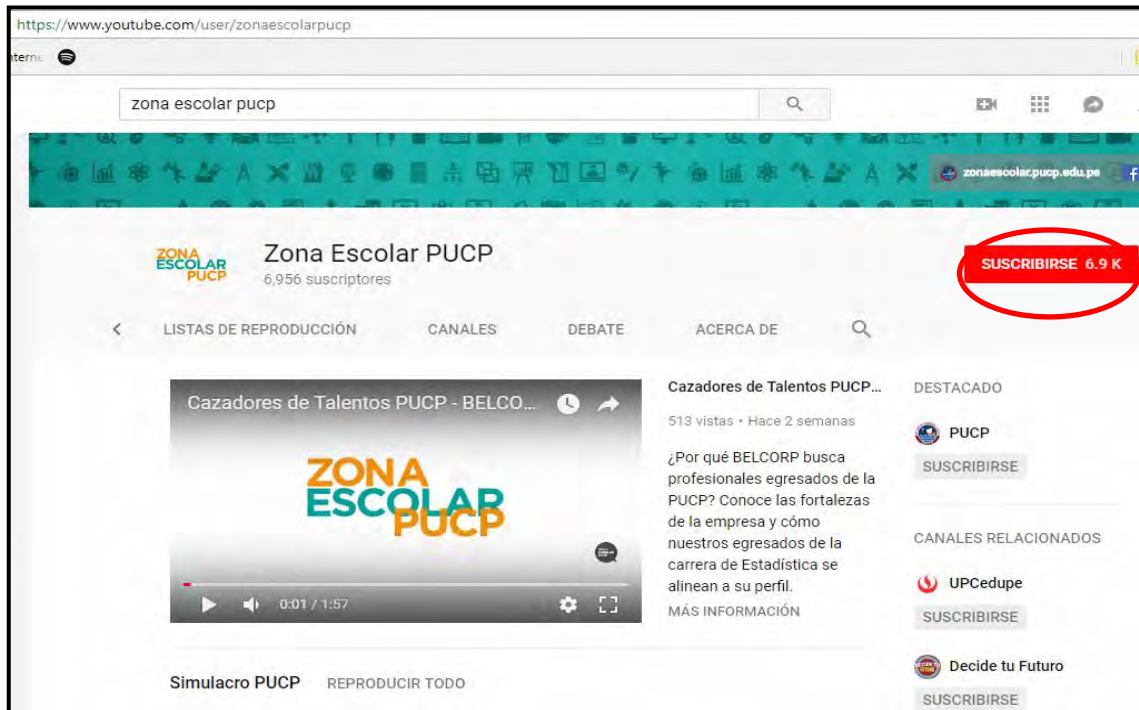 https://www.youtube.com/user/zonaescolarpucp
nterne
zona escolar pucp
zonaescolar.pucp.edu.pe
ZONA
ESCOLAR
PUCP
Zona Escolar PUCP
6,956 suscriptores
SUSCRIBIRSE 6.9 K
LISTAS DE REPRODUCCIÓN CANALES DEBATE ACERCA DE
Cazadores de Talentos PUCP - BELCO...
ZONA
ESCOLAR
PUCP
0:01 / 1:57
Cazadores de Talentos PUCP...
513 vistas • Hace 2 semanas
¿Por qué BELCORP busca
profesionales egresados de la
PUCP? Conoce las fortalezas
de la empresa y cómo
nuestros egresados de la
carrera de Estadística se
alinean a su perfil.
MÁS INFORMACIÓN
DESTACADO
PUCP
SUSCRIBIRSE
CANALES RELACIONADOS
UPCedupe
SUSCRIBIRSE
Decide tu Futuro
SUSCRIBIRSE
Simulacro PUCP REPRODUCIR TODO